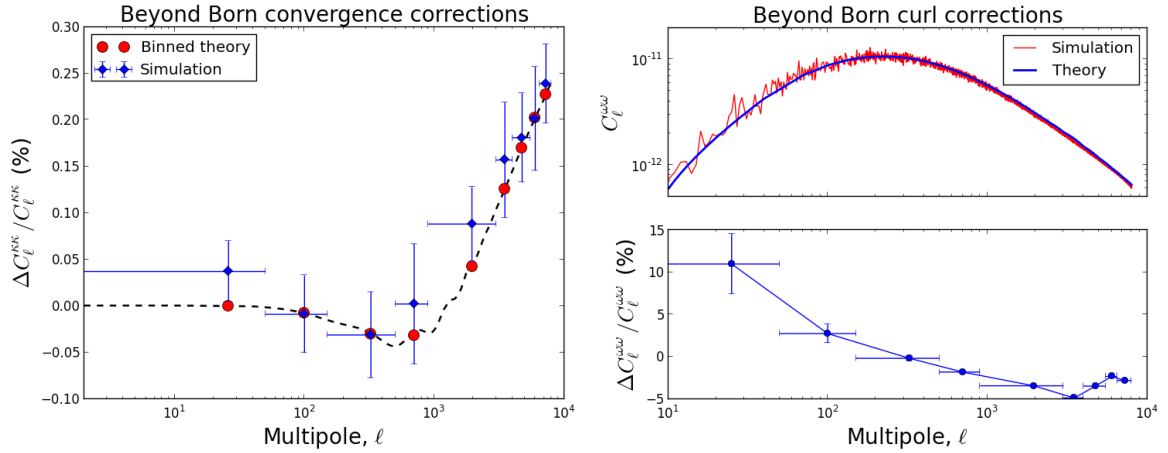 Beyond Born convergence corrections
0.30
0.25
0.20
0.15
0.10
0.05
0.00
−0.05
−0.10
ΔC_ℓ^κκ/C_ℓ^κκ (%)
Binned theory
Simulation
10^1
10^2
10^3
10^4
Multipole, ℓ
Beyond Born curl corrections
10^-11
10^-12
C_ℓ^ωω
Simulation
Theory
15
10
5
0
−5
ΔC_ℓ^ωω/C_ℓ^ωω (%)
10^1
10^2
10^3
10^4
Multipole, ℓ